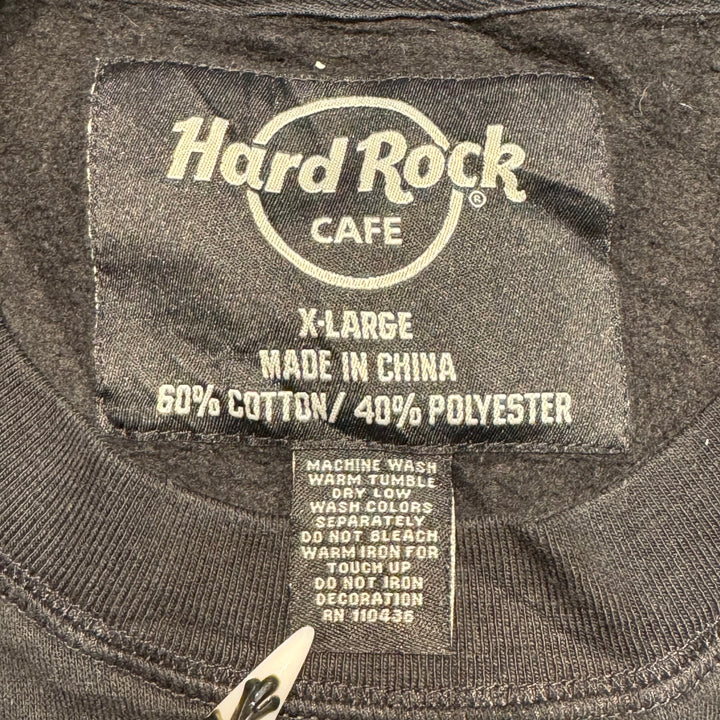 Hard Rock
®
CAFE
X-LARGE
MADE IN CHINA
60% COTTON/ 40% POLYESTER
MACHINE WASH
WARM TUMBLE
DRY LOW
WASH COLORS
SEPARATELY
DO NOT BLEACH
WARM IRON FOR
TOUCH UP
DO NOT IRON
DECORATION
RN 110436